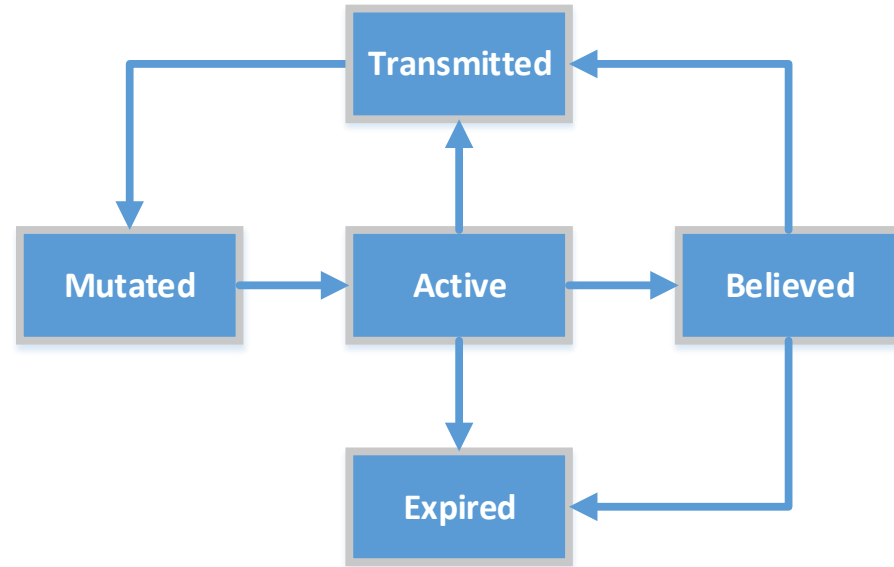 Transmitted
Mutated
Active
Believed
Expired